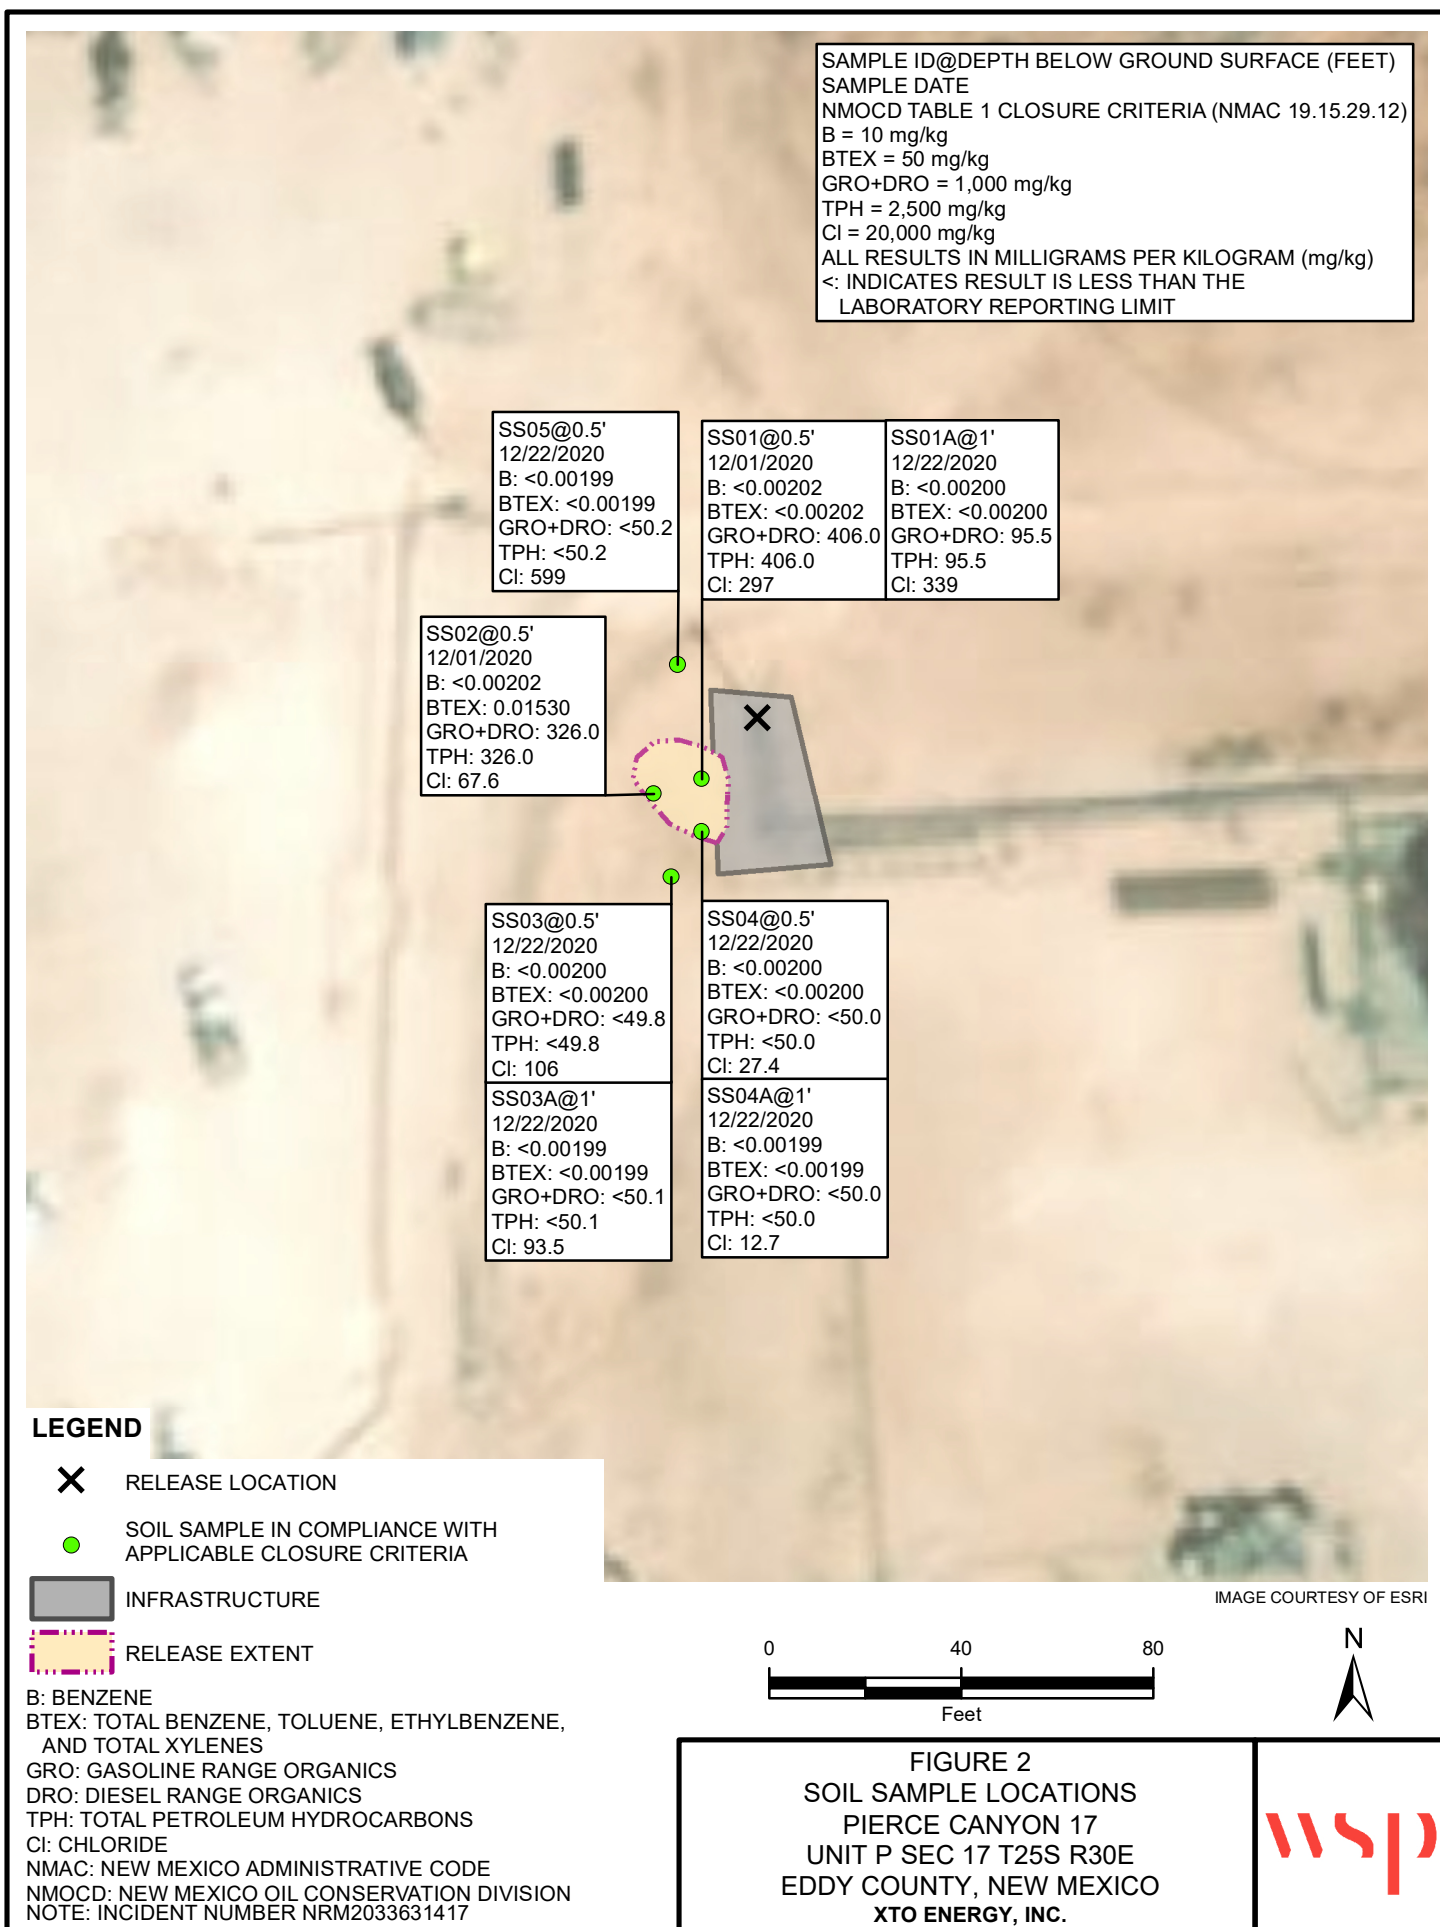 SAMPLE ID@DEPTH BELOW GROUND SURFACE (FEET)
SAMPLE DATE
NMOCD TABLE 1 CLOSURE CRITERIA (NMAC 19.15.29.12)
B = 10 mg/kg
BTEX = 50 mg/kg
GRO+DRO = 1,000 mg/kg
TPH = 2,500 mg/kg
Cl = 20,000 mg/kg
ALL RESULTS IN MILLIGRAMS PER KILOGRAM (mg/kg)
<: INDICATES RESULT IS LESS THAN THE
LABORATORY REPORTING LIMIT
SS05@0.5'
12/22/2020
B: <0.00199
BTEX: <0.00199
GRO+DRO: <50.2
TPH: <50.2
Cl: 599
SS01@0.5'
12/01/2020
B: <0.00202
BTEX: <0.00202
GRO+DRO: 406.0
TPH: 406.0
Cl: 297
SS01A@1'
12/22/2020
B: <0.00200
BTEX: <0.00200
GRO+DRO: 95.5
TPH: 95.5
Cl: 339
SS02@0.5'
12/01/2020
B: <0.00202
BTEX: 0.01530
GRO+DRO: 326.0
TPH: 326.0
Cl: 67.6
SS03@0.5'
12/22/2020
B: <0.00200
BTEX: <0.00200
GRO+DRO: <49.8
TPH: <49.8
Cl: 106
SS03A@1'
12/22/2020
B: <0.00199
BTEX: <0.00199
GRO+DRO: <50.1
TPH: <50.1
Cl: 93.5
SS04@0.5'
12/22/2020
B: <0.00200
BTEX: <0.00200
GRO+DRO: <50.0
TPH: <50.0
Cl: 27.4
SS04A@1'
12/22/2020
B: <0.00199
BTEX: <0.00199
GRO+DRO: <50.0
TPH: <50.0
Cl: 12.7
LEGEND
RELEASE LOCATION
SOIL SAMPLE IN COMPLIANCE WITH
APPLICABLE CLOSURE CRITERIA
INFRASTRUCTURE
RELEASE EXTENT
B: BENZENE
BTEX: TOTAL BENZENE, TOLUENE, ETHYLBENZENE,
AND TOTAL XYLENES
GRO: GASOLINE RANGE ORGANICS
DRO: DIESEL RANGE ORGANICS
TPH: TOTAL PETROLEUM HYDROCARBONS
Cl: CHLORIDE
NMAC: NEW MEXICO ADMINISTRATIVE CODE
NMOCD: NEW MEXICO OIL CONSERVATION DIVISION
NOTE: INCIDENT NUMBER NRM2033631417
IMAGE COURTESY OF ESRI
0 40 80
Feet
N
FIGURE 2
SOIL SAMPLE LOCATIONS
PIERCE CANYON 17
UNIT P SEC 17 T25S R30E
EDDY COUNTY, NEW MEXICO
XTO ENERGY, INC.
wsp